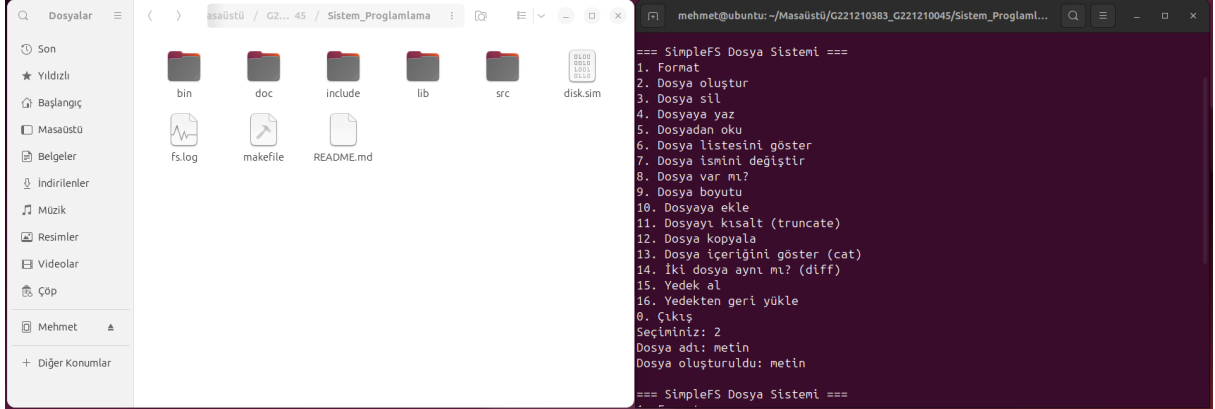 Dosyalar
asaüstü / G2... 45 / Sistem_Proglamlama
Son
Yıldızlı
Başlangıç
Masaüstü
Belgeler
İndirilenler
Müzik
Resimler
Videolar
Çöp
Mehmet
+ Diğer Konumlar
bin
doc
include
lib
src
disk.sim
fs.log
makefile
README.md
mehmet@ubuntu: ~/Masaüstü/G221210383_G221210045/Sistem_Proglaml...
=== SimpleFS Dosya Sistemi ===
1. Format
2. Dosya oluştur
3. Dosya sil
4. Dosyaya yaz
5. Dosyadan oku
6. Dosya listesini göster
7. Dosya ismini değiştir
8. Dosya var mı?
9. Dosya boyutu
10. Dosyaya ekle
11. Dosyayı kısalt (truncate)
12. Dosya kopyala
13. Dosya içeriğini göster (cat)
14. İki dosya aynı mı? (diff)
15. Yedek al
16. Yedekten geri yükle
0. Çıkış
Seçiminiz: 2
Dosya adı: metin
Dosya oluşturuldu: metin
=== SimpleFS Dosya Sistemi ===